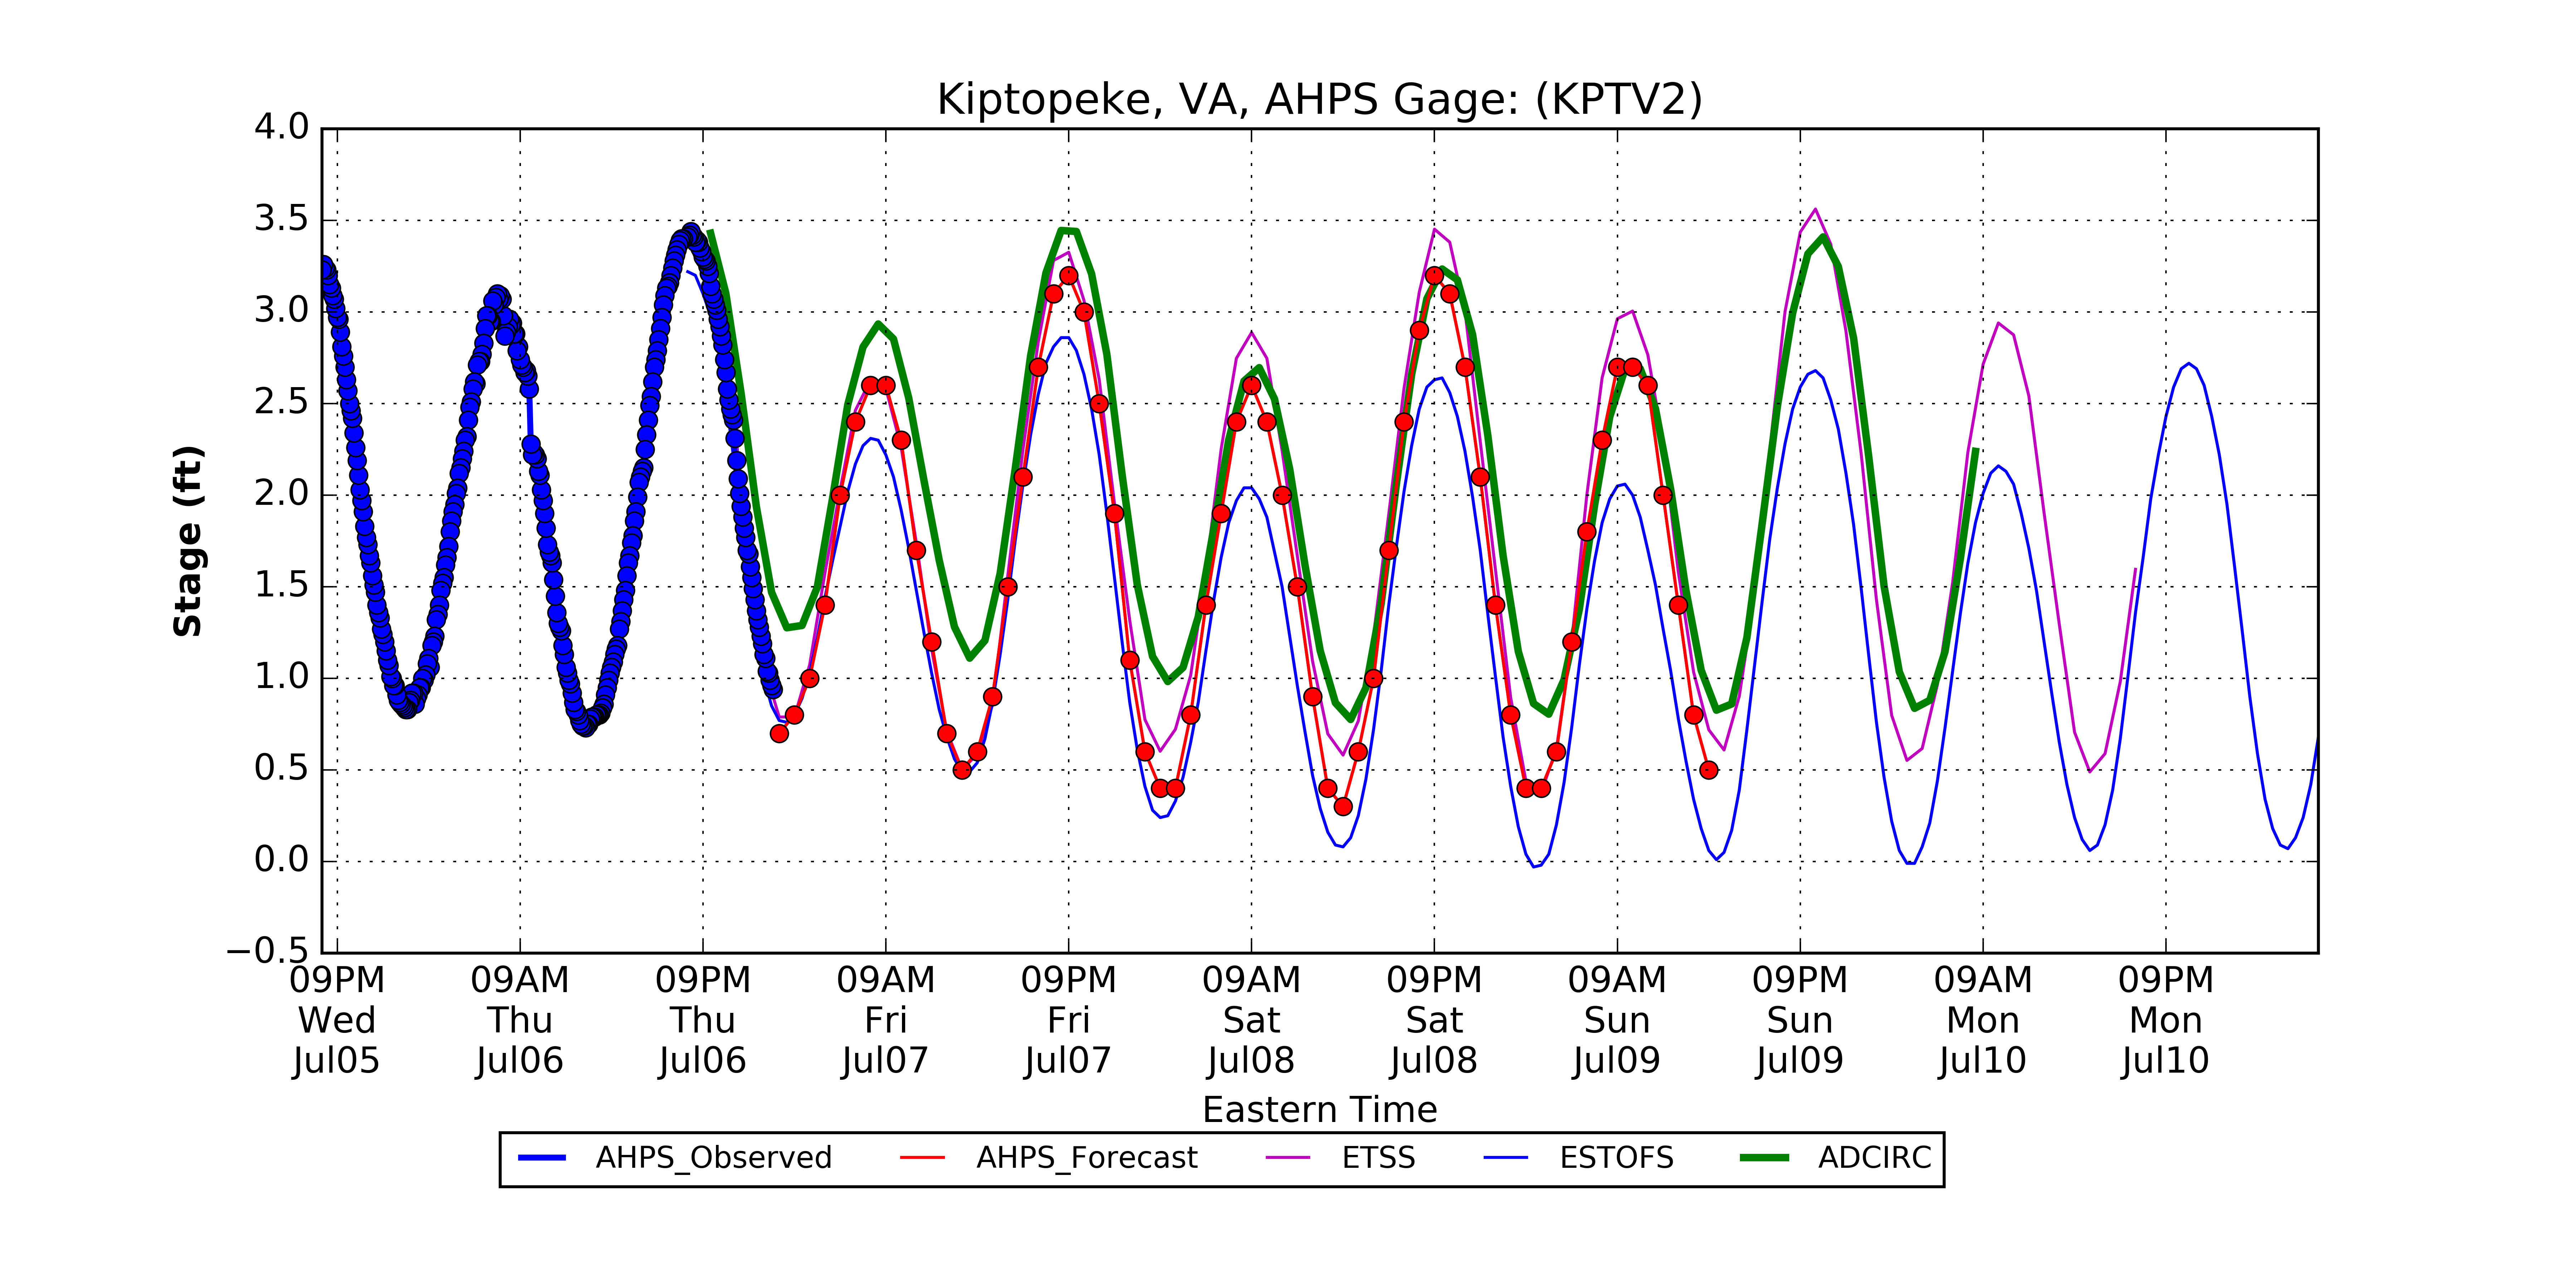 Kiptopeke, VA, AHPS Gage: (KPTV2)
4.0
3.5
3.0
2.5
2.0
1.5
1.0
0.5
0.0
−0.5
Stage (ft)
09PM 09AM 09PM 09AM 09PM 09AM 09PM 09AM 09PM 09AM 09PM
Wed Thu Thu Fri Fri Sat Sat Sun Sun Mon Mon
Jul05 Jul06 Jul06 Jul07 Jul07 Jul08 Jul08 Jul09 Jul09 Jul10 Jul10
Eastern Time
AHPS_Observed AHPS_Forecast ETSS ESTOFS ADCIRC